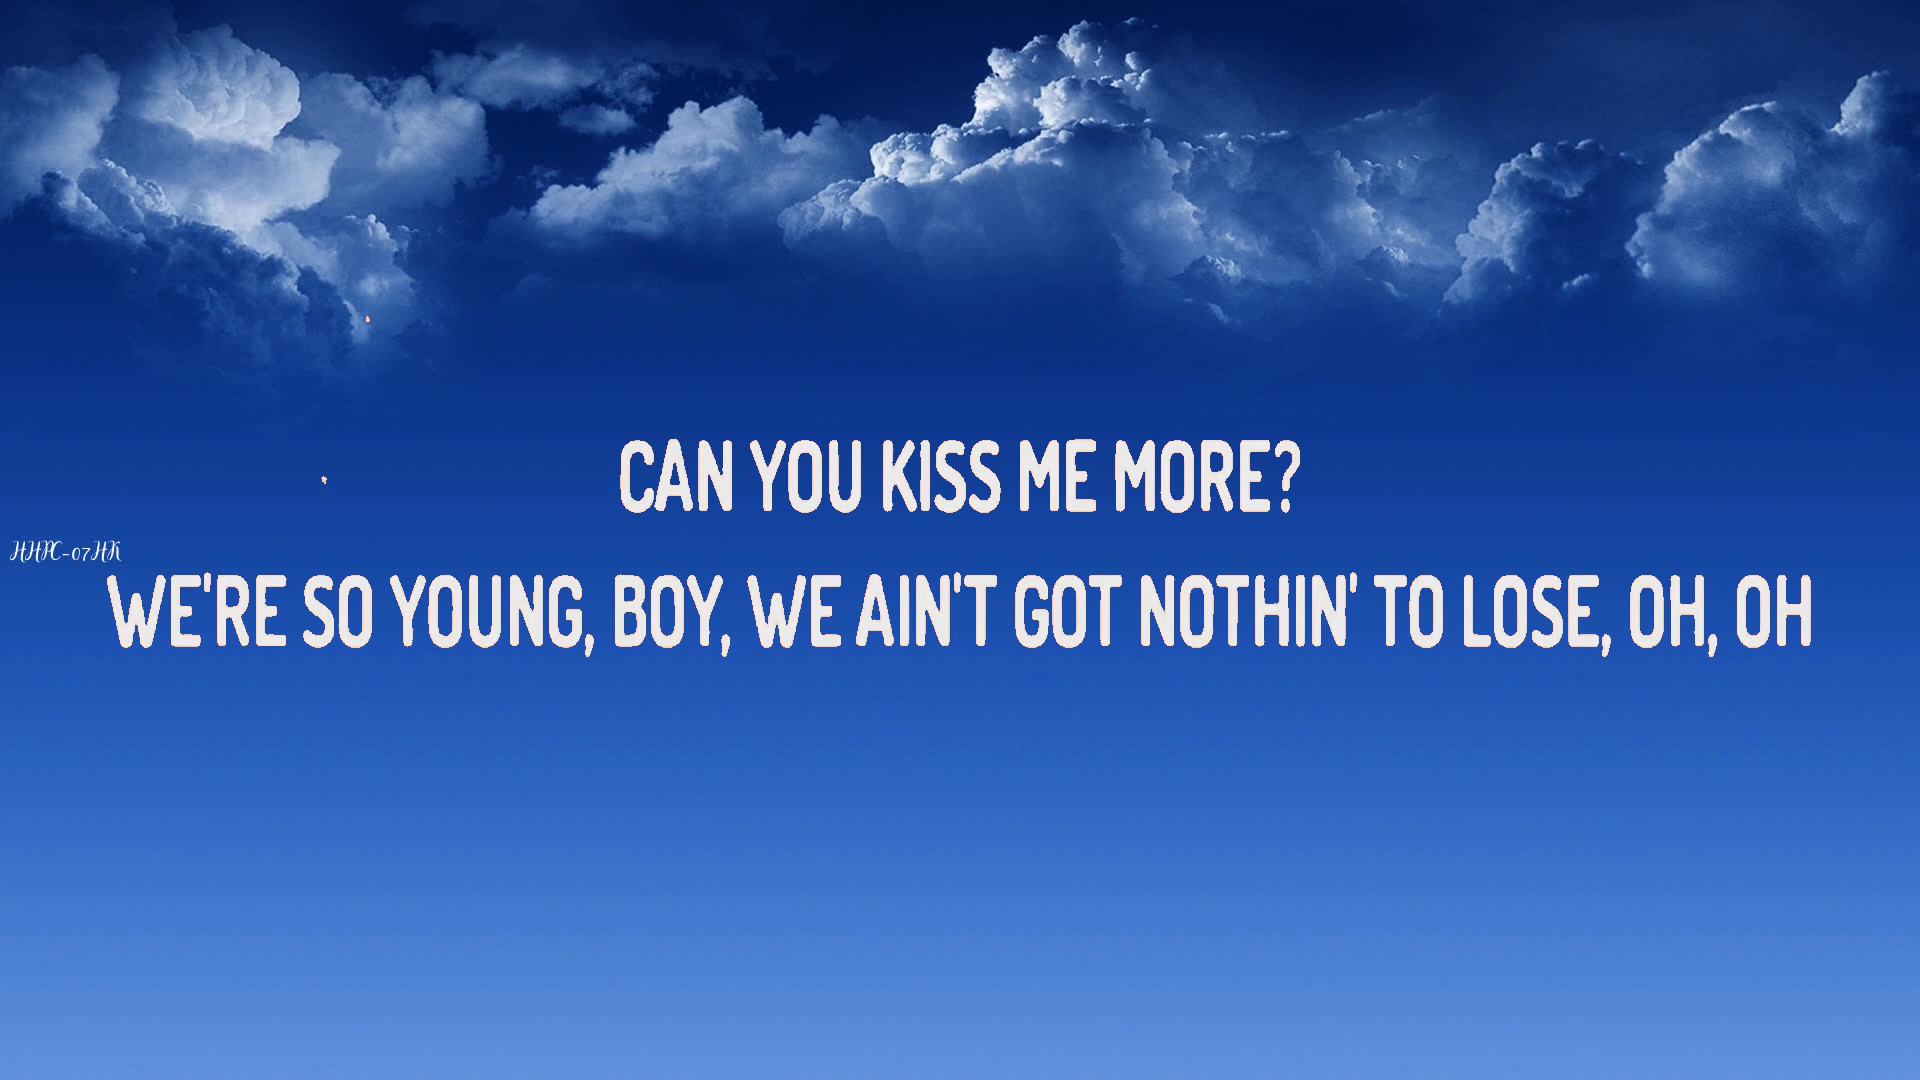 CAN YOU KISS ME MORE?
HHPC-07HK
WE'RE SO YOUNG, BOY, WE AIN'T GOT NOTHIN' TO LOSE, OH, OH